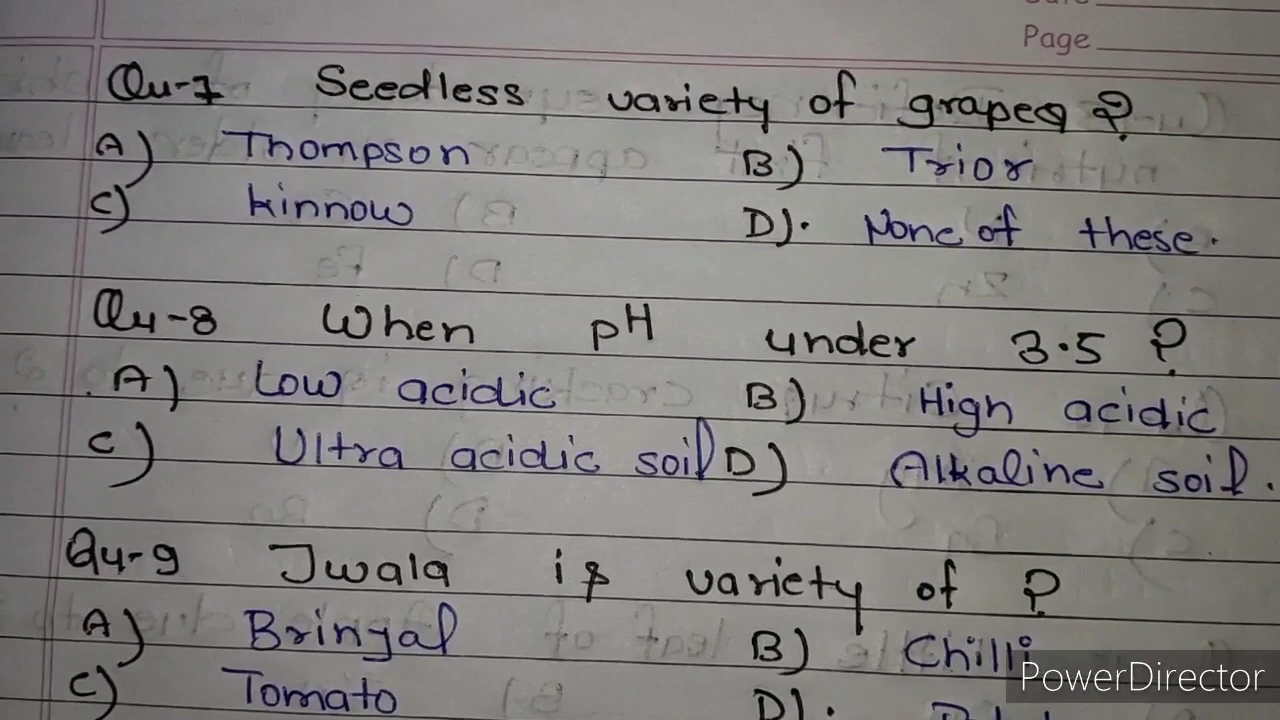 Page
Qu-7 Seedless variety of grapes ?
A) Thompson B) Trior
C) kinnow D). None of these.
Qu-8 When pH under 3.5 ?
A) Low acidic B) High acidic
C) Ultra acidic soil D) Alkaline soil.
Qu-9 Jwala is variety of ?
A) Brinjal B) Chilli
C) Tomato D).
PowerDirector